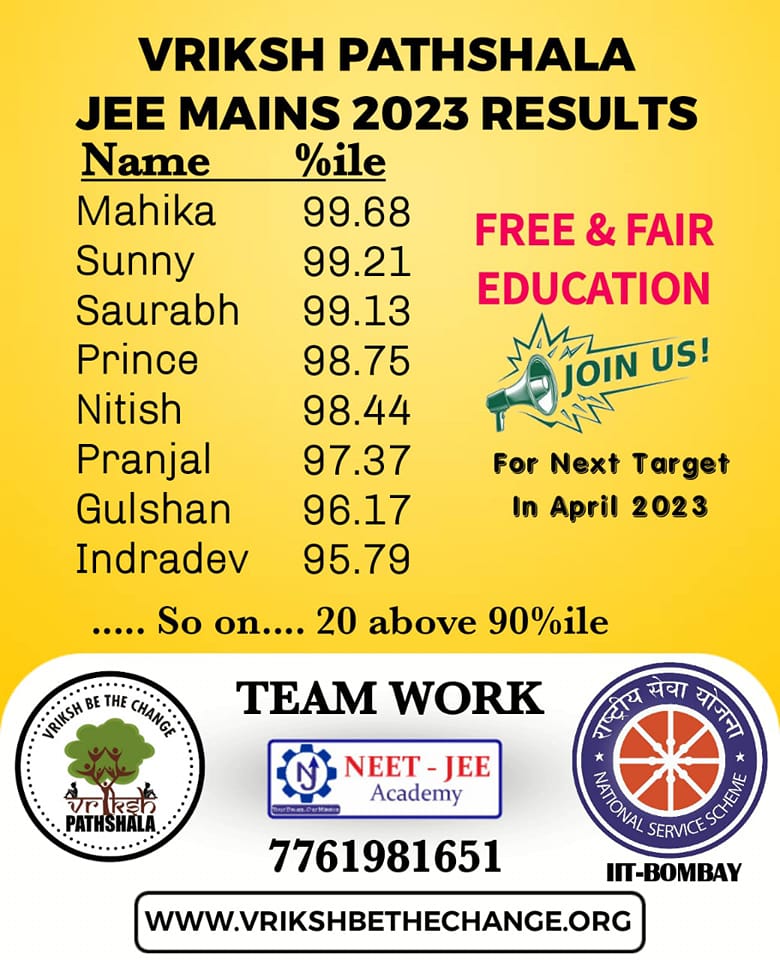 VRIKSH PATHSHALA
JEE MAINS 2023 RESULTS
Name %ile
Mahika 99.68
Sunny 99.21
Saurabh 99.13
Prince 98.75
Nitish 98.44
Pranjal 97.37
Gulshan 96.17
Indradev 95.79
FREE & FAIR
EDUCATION
JOIN US!
For Next Target
In April 2023
..... So on.... 20 above 90%ile
VRIKSH BE THE CHANGE
vriksh
PATHSHALA
TEAM WORK
NJ
NEET - JEE
Academy
7761981651
राष्ट्रीय सेवा योजना
NATIONAL SERVICE SCHEME
IIT-BOMBAY
WWW.VRIKSHBETHECHANGE.ORG